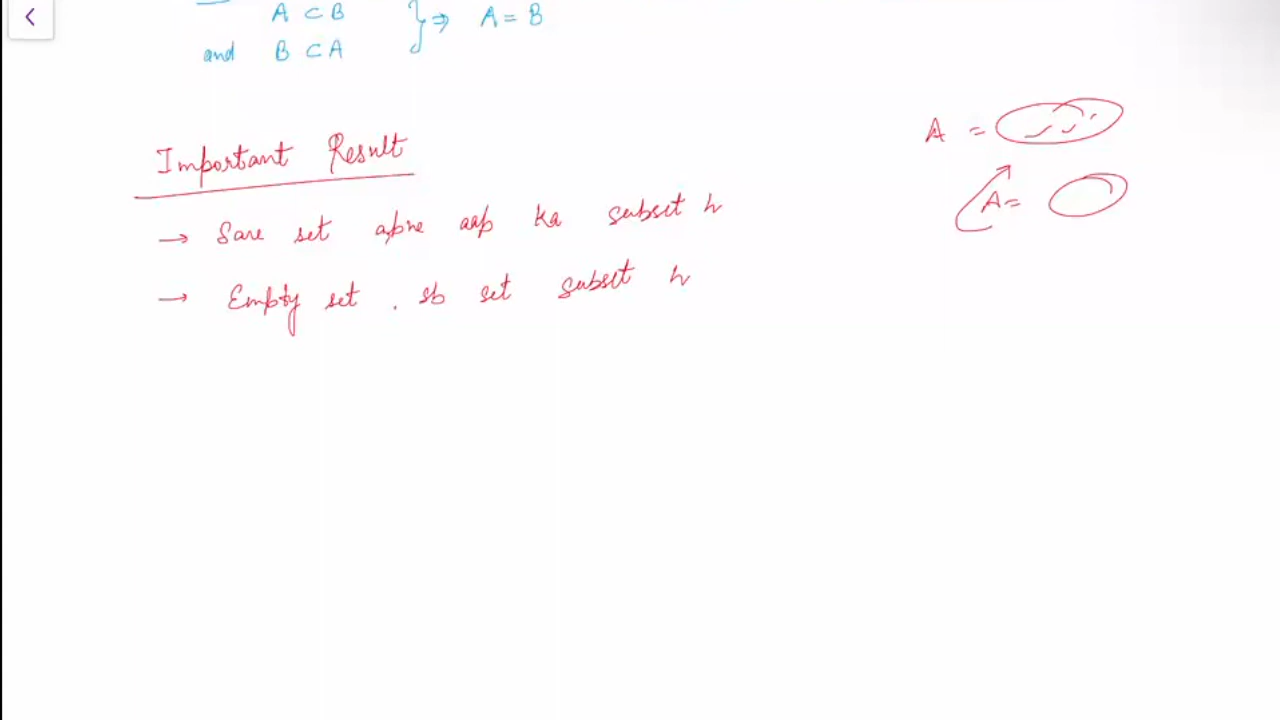 A ⊂ B } ⇒ A = B
and B ⊂ A
Important Result
→ Sare set apne aap ka subset h
→ Empty set . sb set subset h
A =
A =